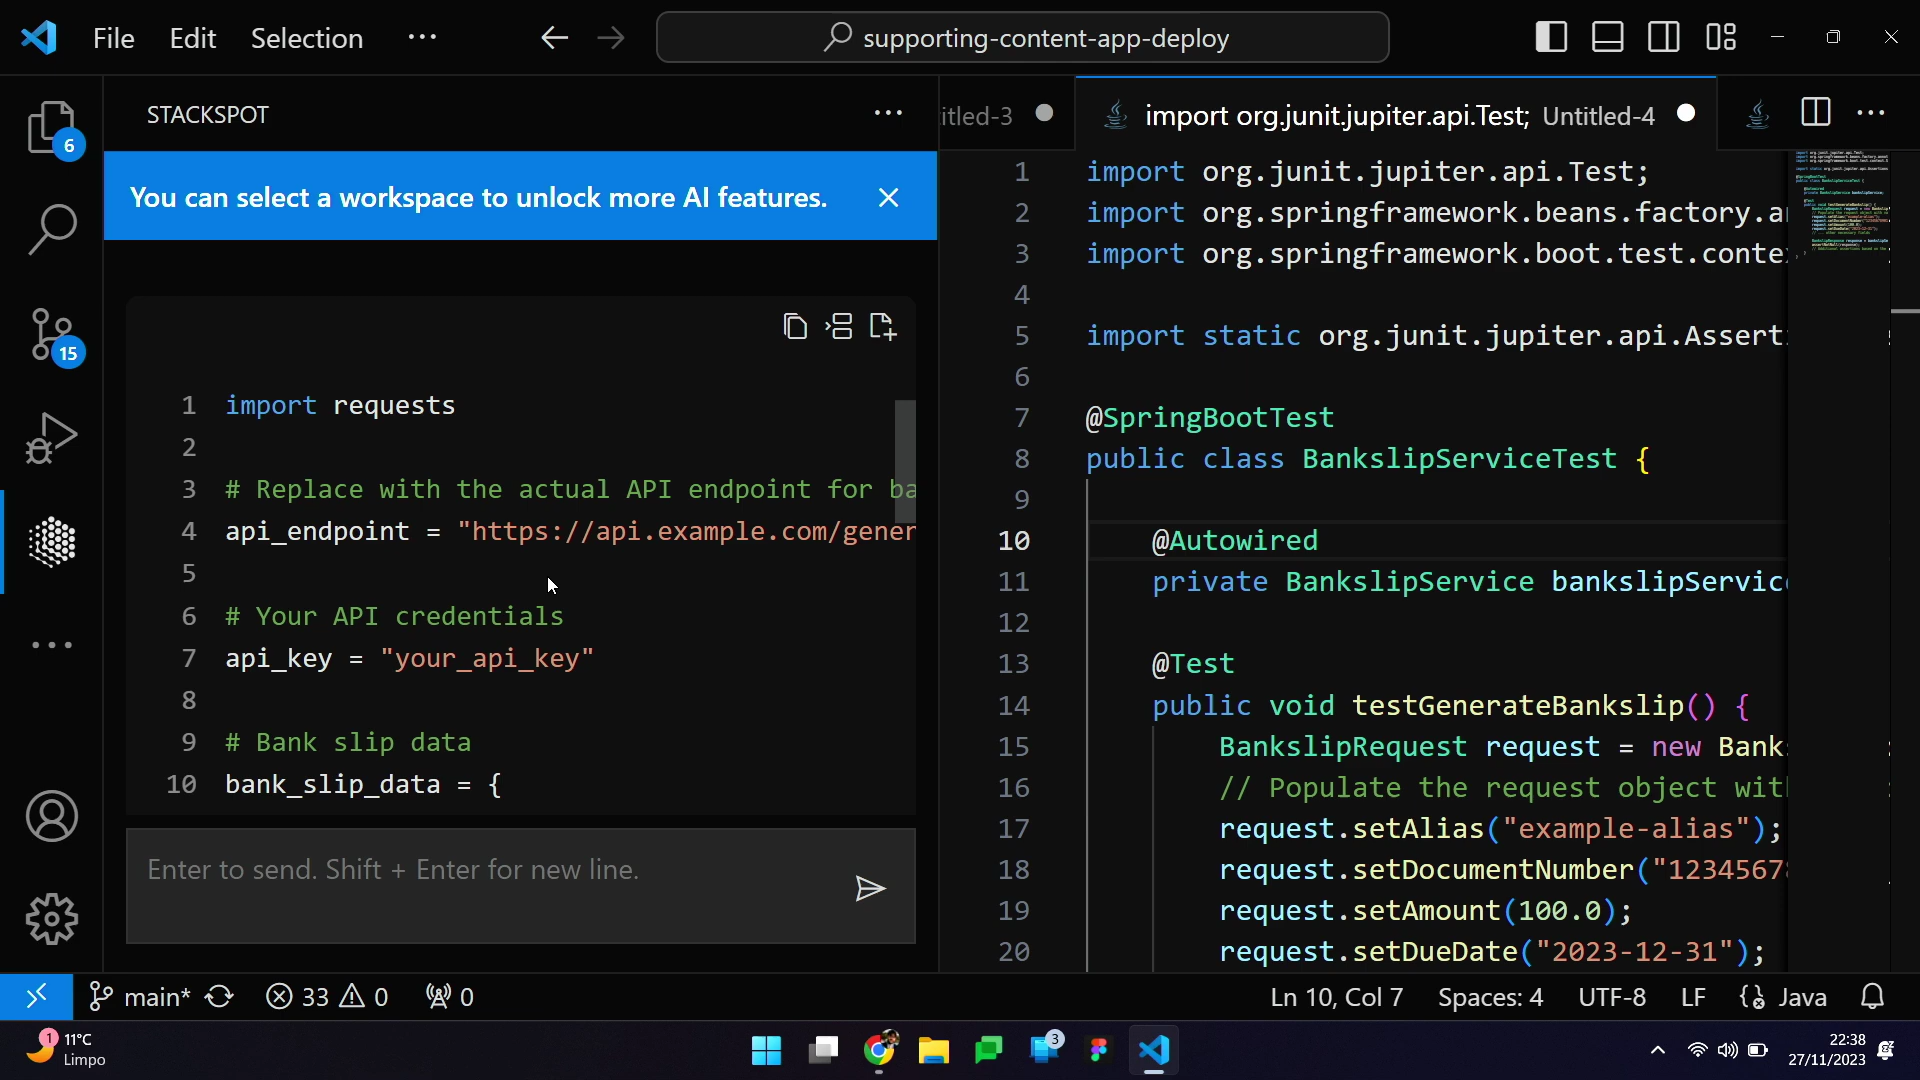 File Edit Selection ···
supporting-content-app-deploy
STACKSPOT
6
15
You can select a workspace to unlock more AI features.
1 import requests
2
3 # Replace with the actual API endpoint for ba
4 api_endpoint = "https://api.example.com/gener
5
6 # Your API credentials
7 api_key = "your_api_key"
8
9 # Bank slip data
10 bank_slip_data = {
Enter to send. Shift + Enter for new line.
itled-3
import org.junit.jupiter.api.Test; Untitled-4
1 import org.junit.jupiter.api.Test;
2 import org.springframework.beans.factory.an
3 import org.springframework.boot.test.conte
4
5 import static org.junit.jupiter.api.Assert
6
7 @SpringBootTest
8 public class BankslipServiceTest {
9
10 @Autowired
11 private BankslipService bankslipService
12
13 @Test
14 public void testGenerateBankslip() {
15 BankslipRequest request = new Bank
16 // Populate the request object wit
17 request.setAlias("example-alias");
18 request.setDocumentNumber("1234567
19 request.setAmount(100.0);
20 request.setDueDate("2023-12-31");
main* 33 0 0
Ln 10, Col 7 Spaces: 4 UTF-8 LF Java
1
11°C
Limpo
3
22:38
27/11/2023